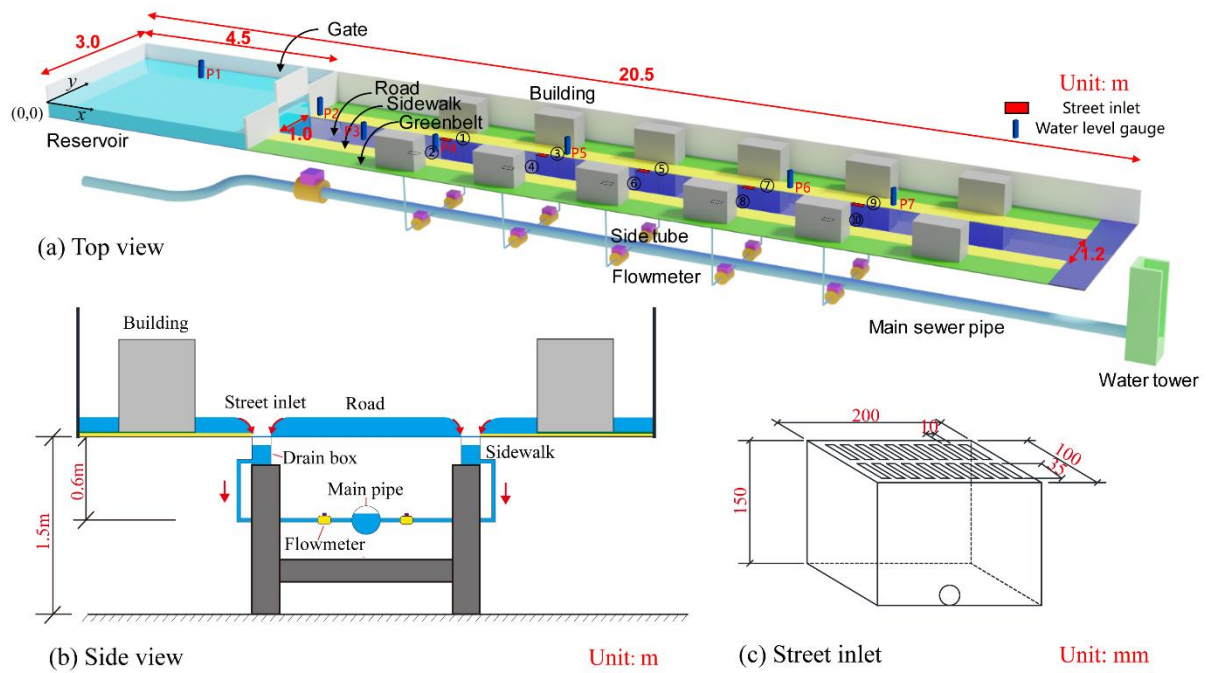 3.0
4.5
Gate
20.5
P1
y
(0,0)
x
Reservoir
Road
Sidewalk
Greenbelt
Building
Unit: m
Street inlet
Water level gauge
P2
1.0
P3
P4
①
②
③
P5
④
⑤
⑥
⑦
P6
⑧
⑨
P7
⑩
1.2
(a) Top view
Side tube
Flowmeter
Main sewer pipe
Water tower
Building
Street inlet
Road
Drain box
Sidewalk
Main pipe
0.6m
1.5m
Flowmeter
(b) Side view
Unit: m
200
10
100
35
150
(c) Street inlet
Unit: mm